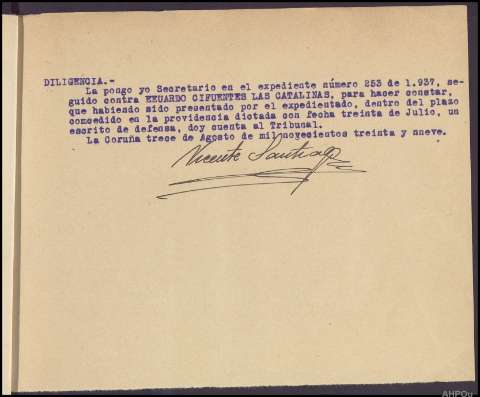 DILIGENCIA.-
La pongo yo Secretario en el expediente número 253 de 1.937, se-
guido contra EEUARDO CIFUENTES LAS CATALINAS, para hacer constar,
que habiendo sido presentado por el expedientado, dentro del plazo
concedido en la providencia dictada con fecha treinta de Julio, un
escrito de defensa, doy cuenta al Tribunal.
La Coruña trece de Agosto de mil novecientos treinta y nueve.
Vicente Santiago
AHPOu